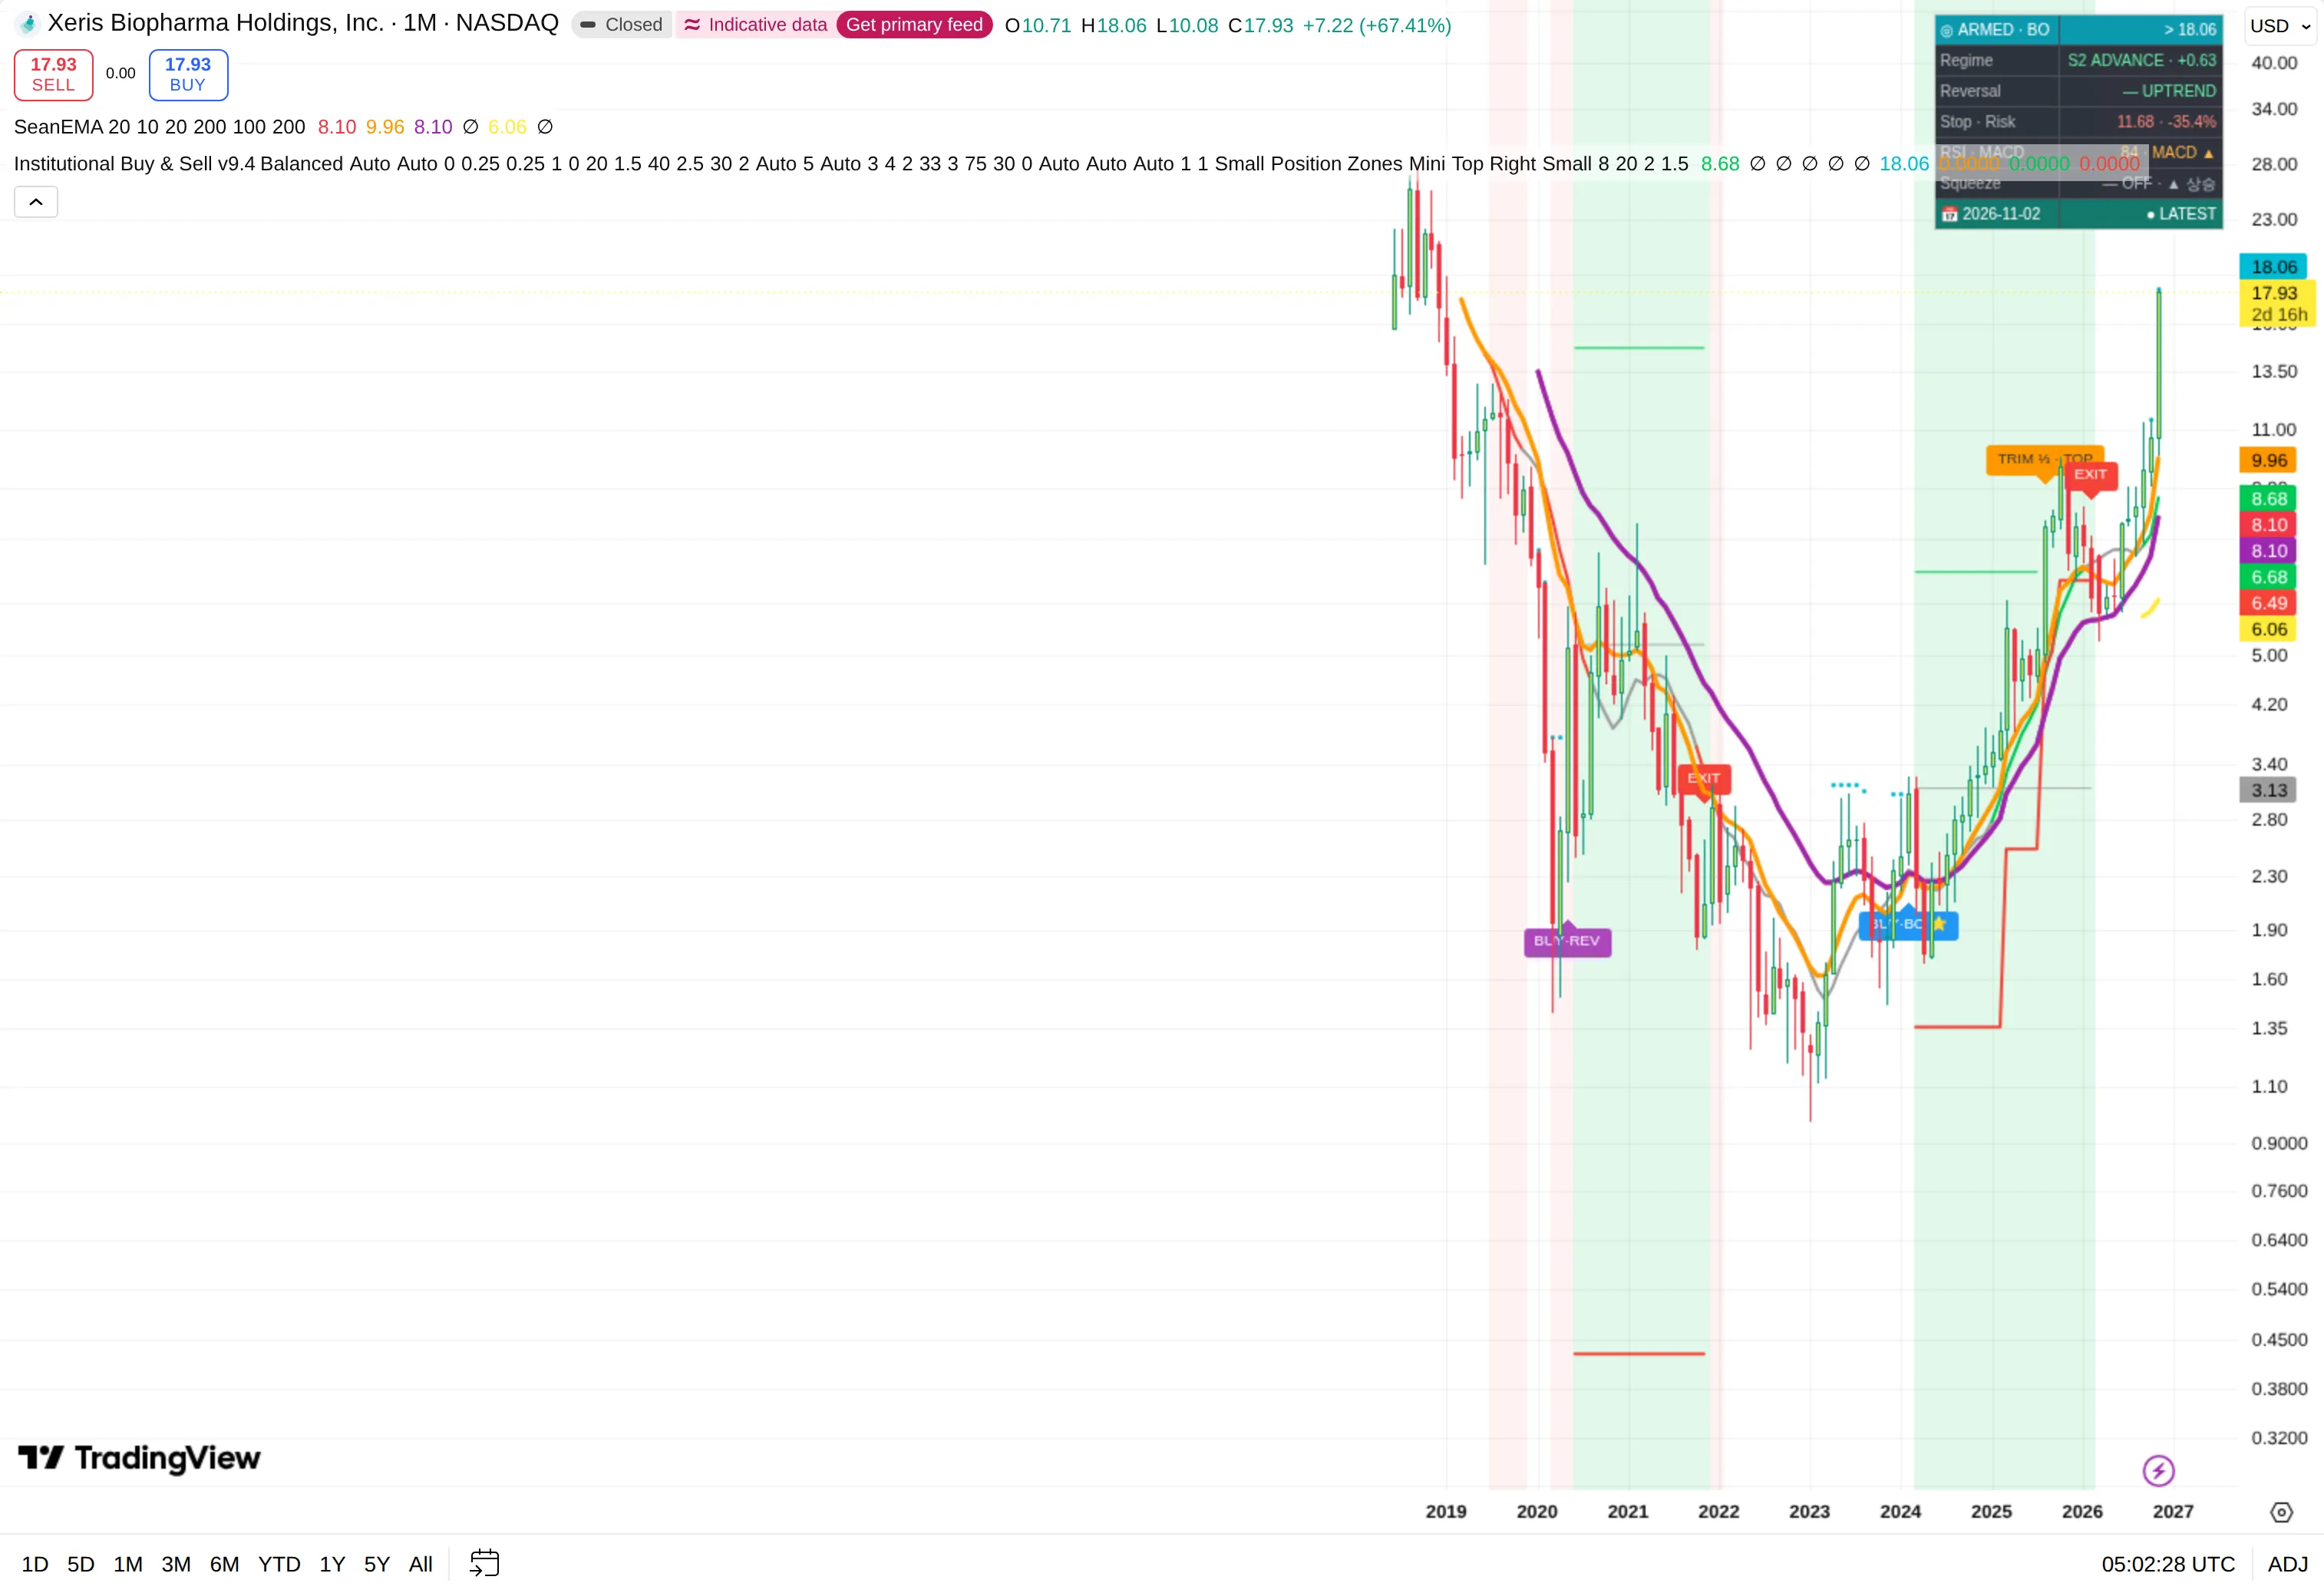 Xeris Biopharma Holdings, Inc. · 1M · NASDAQ Closed Indicative data Get primary feed O10.71 H18.06 L10.08 C17.93 +7.22 (+67.41%)
17.93 SELL
0.00
17.93 BUY
SeanEMA 20 10 20 200 100 200 8.10 9.96 8.10 ∅ 6.06 ∅
Institutional Buy & Sell v9.4 Balanced Auto Auto 0 0.25 0.25 1 0 20 1.5 40 2.5 30 2 Auto 5 Auto 3 4 2 33 3 75 30 0 Auto Auto Auto 1 1 Small Position Zones Mini Top Right Small 8 20 2 1.5 8.68 ∅ ∅ ∅ ∅ ∅ 18.06 0.0000 0.0000 0.0000
◎ ARMED · BO > 18.06
Regime S2 ADVANCE · +0.63
Reversal — UPTREND
Stop · Risk 11.68 · -35.4%
RSI · MACD 84 · MACD ▲
Squeeze — OFF · ▲ 상승
2026-11-02 ● LATEST
USD
40.00
34.00
28.00
23.00
18.06
17.93
2d 16h
13.50
11.00
9.96
8.68
8.10
8.10
6.68
6.49
6.06
5.00
4.20
3.40
3.13
2.80
2.30
1.90
1.60
1.35
1.10
0.9000
0.7600
0.6400
0.5400
0.4500
0.3800
0.3200
TRIM ⅓ · TOP
EXIT
EXIT
BUY·REV
BUY·BO ⭐
TradingView
2019 2020 2021 2022 2023 2024 2025 2026 2027
1D 5D 1M 3M 6M YTD 1Y 5Y All
05:02:28 UTC ADJ